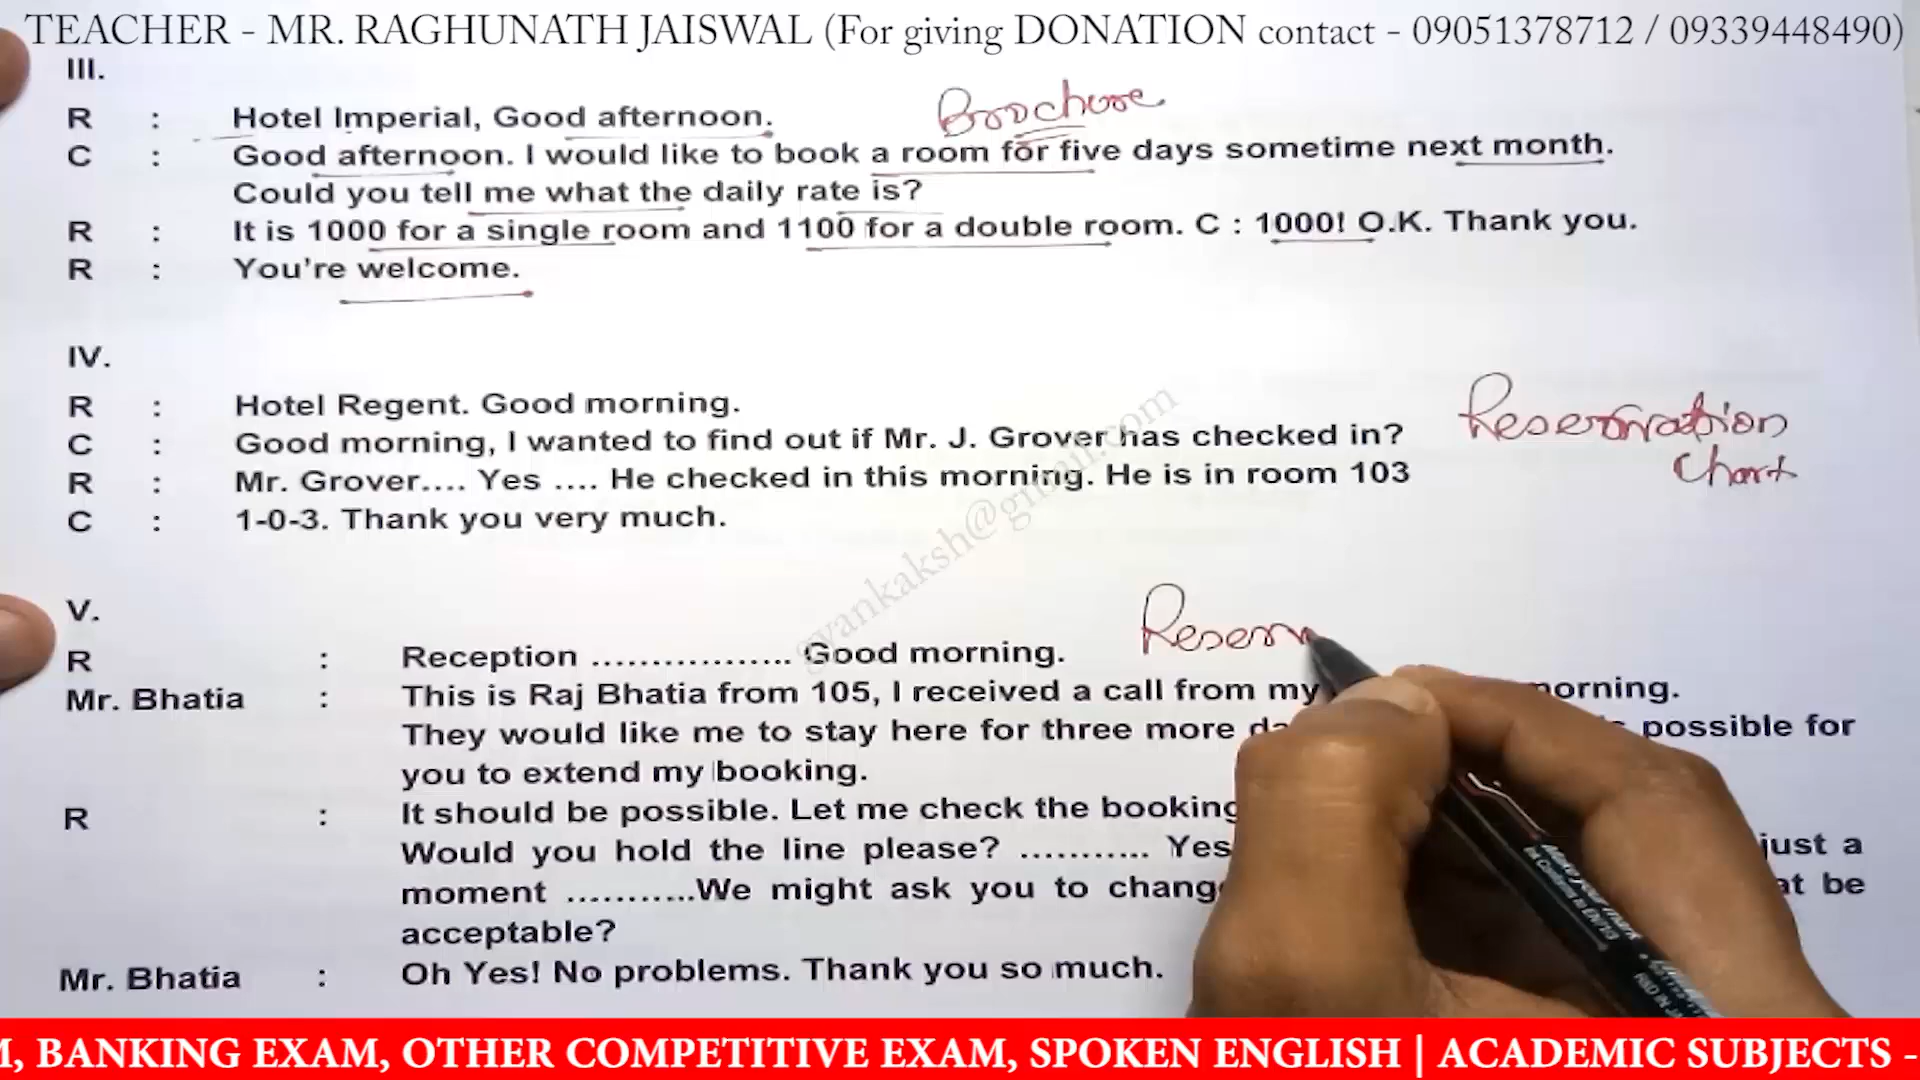 TEACHER - MR. RAGHUNATH JAISWAL (For giving DONATION contact - 09051378712 / 09339448490)
III.
R : Hotel Imperial, Good afternoon.
Brochure
C : Good afternoon. I would like to book a room for five days sometime next month.
Could you tell me what the daily rate is?
R : It is 1000 for a single room and 1100 for a double room. C : 1000! O.K. Thank you.
R : You're welcome.
IV.
R : Hotel Regent. Good morning.
C : Good morning, I wanted to find out if Mr. J. Grover has checked in?
Reservation
Chart
R : Mr. Grover.... Yes .... He checked in this morning. He is in room 103
C : 1-0-3. Thank you very much.
gyankaksh@gmail.com
V.
R : Reception ................. Good morning.
Reserv
Mr. Bhatia : This is Raj Bhatia from 105, I received a call from my morning.
They would like me to stay here for three more possible for
you to extend my booking.
R : It should be possible. Let me check the booking
Would you hold the line please? ........... Yes just a
moment ...........We might ask you to be
acceptable?
Mr. Bhatia : Oh Yes! No problems. Thank you so much.
M, BANKING EXAM, OTHER COMPETITIVE EXAM, SPOKEN ENGLISH | ACADEMIC SUBJECTS -